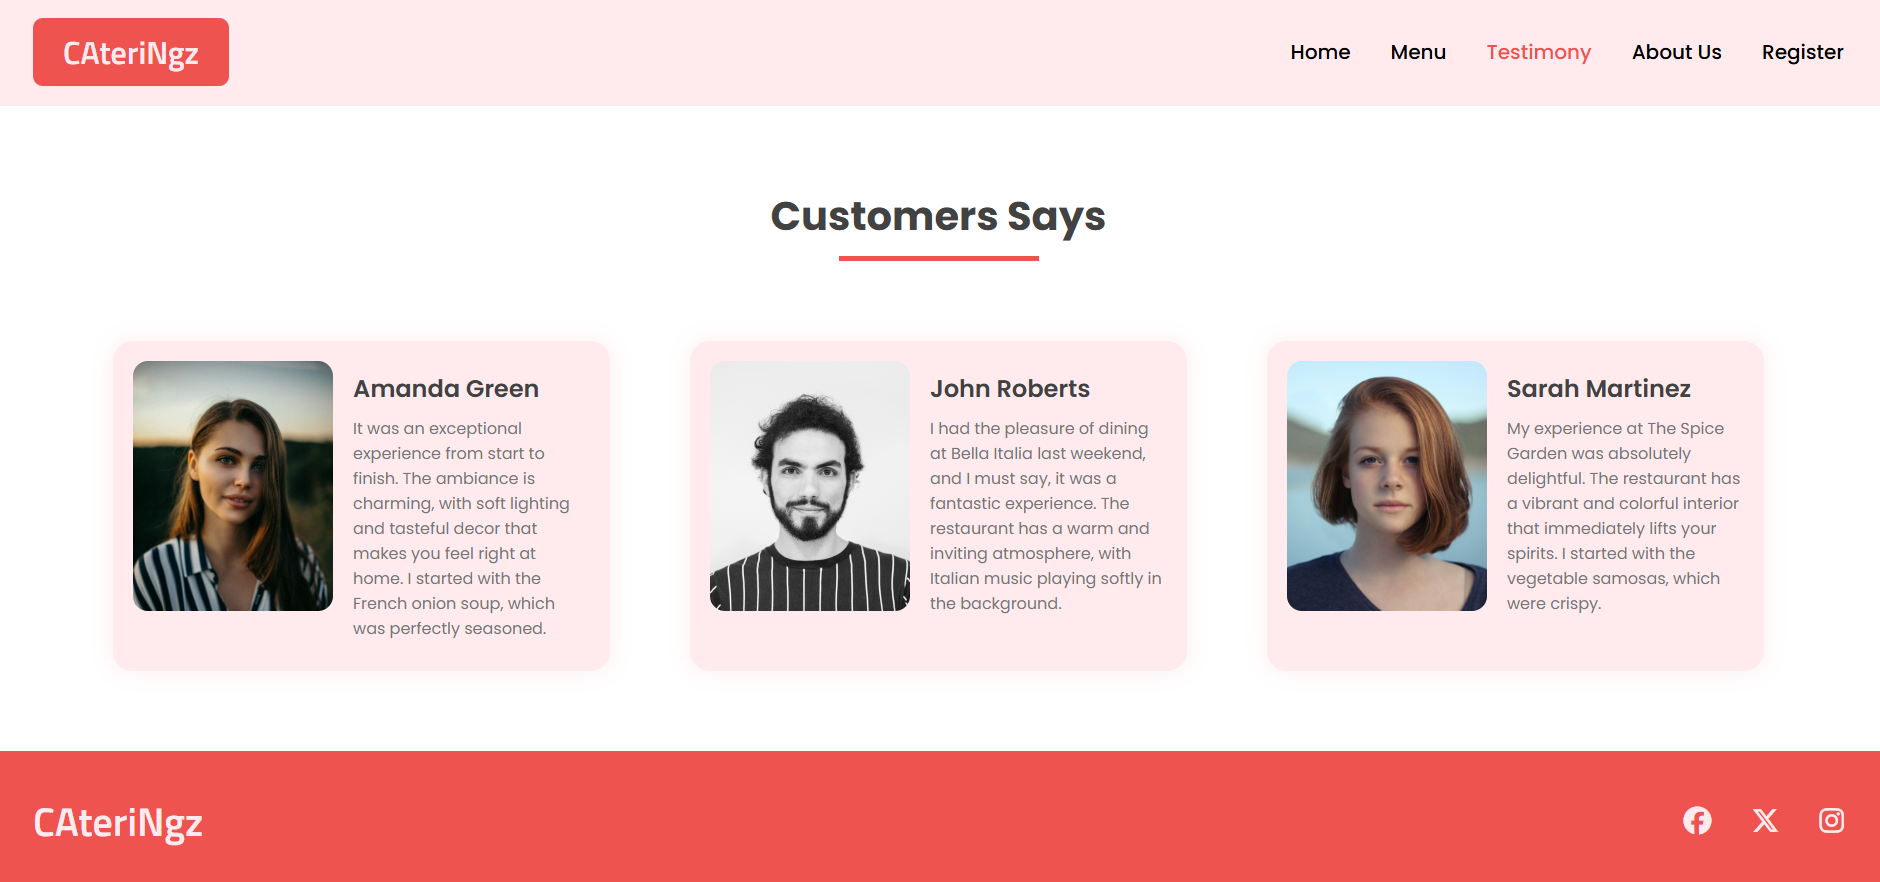 CAteriNgz
Home Menu Testimony About Us Register
Customers Says
Amanda Green
It was an exceptional
experience from start to
finish. The ambiance is
charming, with soft lighting
and tasteful decor that
makes you feel right at
home. I started with the
French onion soup, which
was perfectly seasoned.
John Roberts
I had the pleasure of dining
at Bella Italia last weekend,
and I must say, it was a
fantastic experience. The
restaurant has a warm and
inviting atmosphere, with
Italian music playing softly in
the background.
Sarah Martinez
My experience at The Spice
Garden was absolutely
delightful. The restaurant has
a vibrant and colorful interior
that immediately lifts your
spirits. I started with the
vegetable samosas, which
were crispy.
CAteriNgz